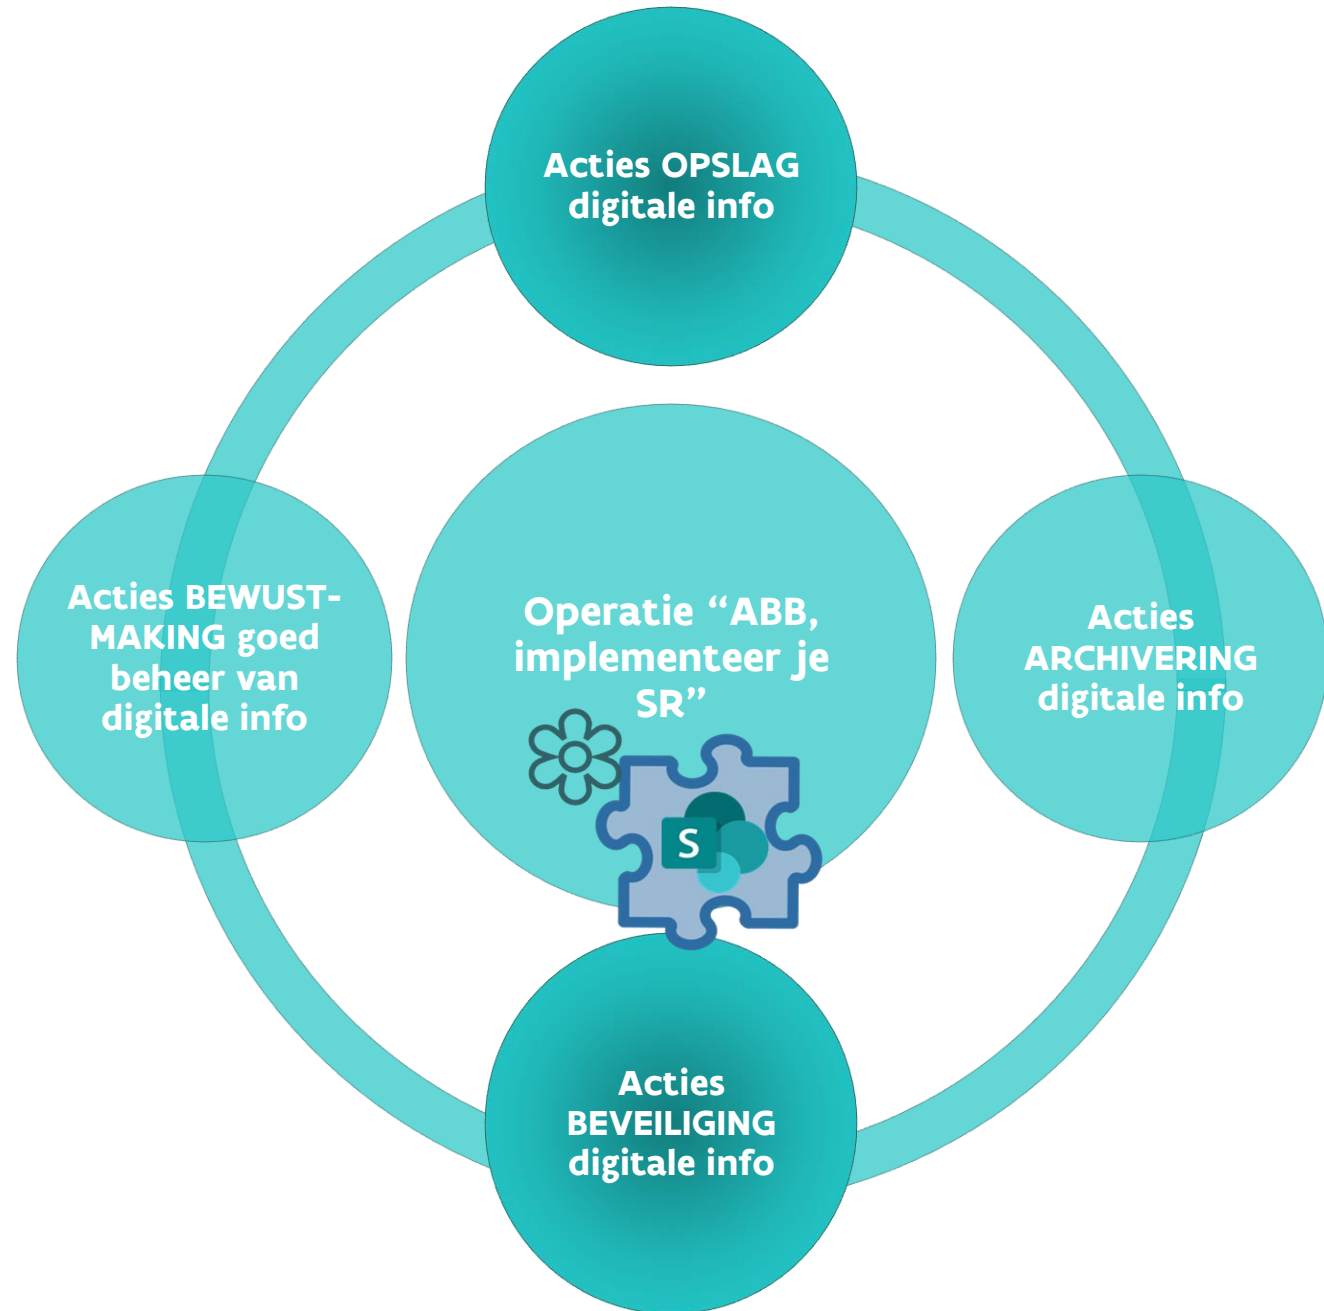 Acties OPSLAG
digitale info
Acties BEWUST-
MAKING goed
beheer van
digitale info
Operatie “ABB,
implementeer je
SR”
S
Acties
ARCHIVERING
digitale info
Acties
BEVEILIGING
digitale info